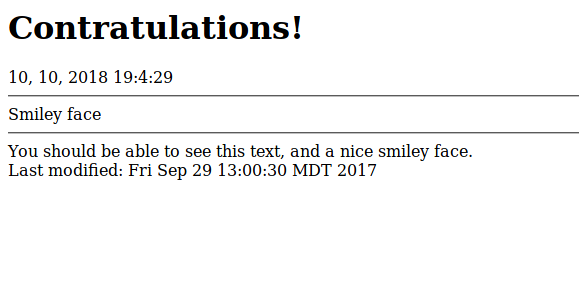 Contratulations!
10, 10, 2018 19:4:29
Smiley face
You should be able to see this text, and a nice smiley face.
Last modified: Fri Sep 29 13:00:30 MDT 2017